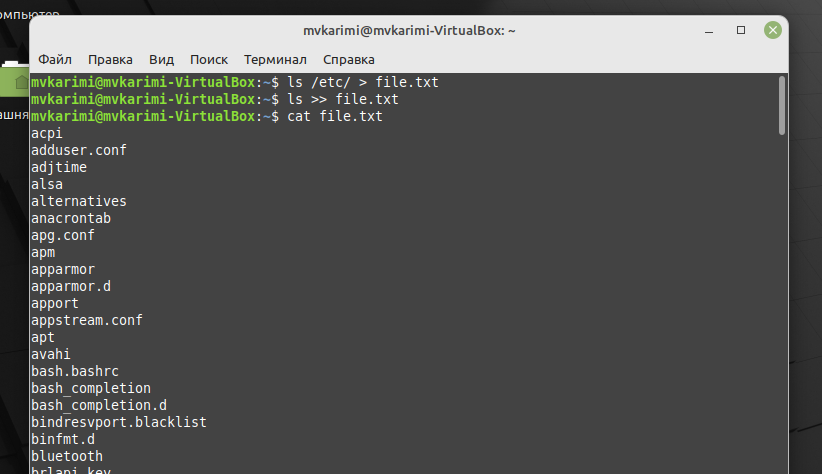 mvkarimi@mvkarimi-VirtualBox: ~
Файл Правка Вид Поиск Терминал Справка
mvkarimi@mvkarimi-VirtualBox:~$ ls /etc/ > file.txt
mvkarimi@mvkarimi-VirtualBox:~$ ls >> file.txt
mvkarimi@mvkarimi-VirtualBox:~$ cat file.txt
acpi
adduser.conf
adjtime
alsa
alternatives
anacrontab
apg.conf
apm
apparmor
apparmor.d
apport
appstream.conf
apt
avahi
bash.bashrc
bash_completion
bash_completion.d
bindresvport.blacklist
binfmt.d
bluetooth